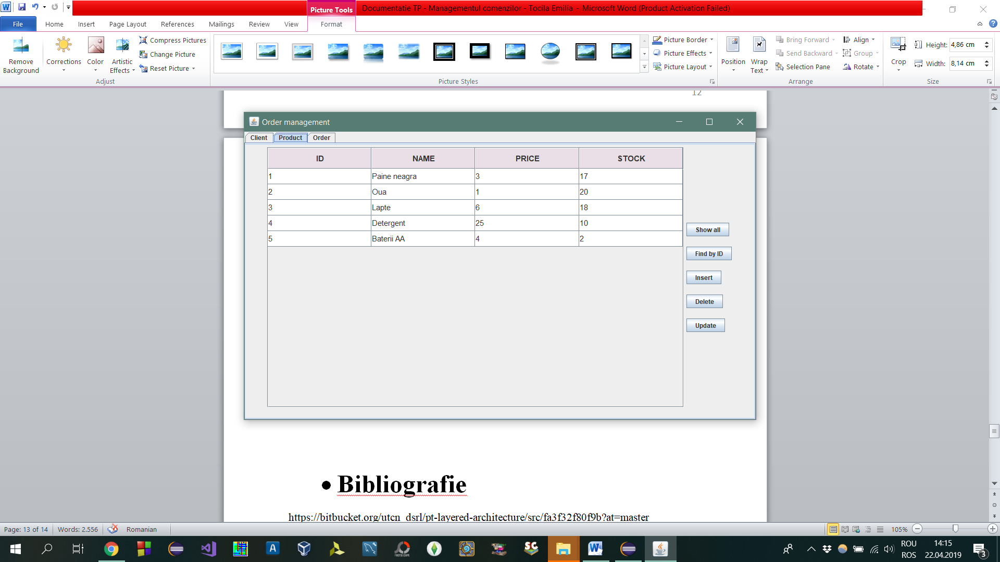 Picture Tools
Documentatie TP - Managementul comenzilor - Tocila Emilia - Microsoft Word (Product Activation Failed)
File Home Insert Page Layout References Mailings Review View Format
Remove Background
Corrections
Color
Artistic Effects
Compress Pictures
Change Picture
Reset Picture
Adjust
Picture Styles
Picture Border
Picture Effects
Picture Layout
Position
Wrap Text
Bring Forward
Send Backward
Selection Pane
Align
Group
Rotate
Arrange
Crop
Height: 4,86 cm
Width: 8,14 cm
Size
12
Order management
Client Product Order
ID NAME PRICE STOCK
1 Paine neagra 3 17
2 Oua 1 20
3 Lapte 6 18
4 Detergent 25 10
5 Baterii AA 4 2
Show all
Find by ID
Insert
Delete
Update
• Bibliografie
https://bitbucket.org/utcn_dsrl/pt-layered-architecture/src/fa3f32f80f9b?at=master
Page: 13 of 14 Words: 2.556 Romanian 105%
ROU 14:15
ROS 22.04.2019
3